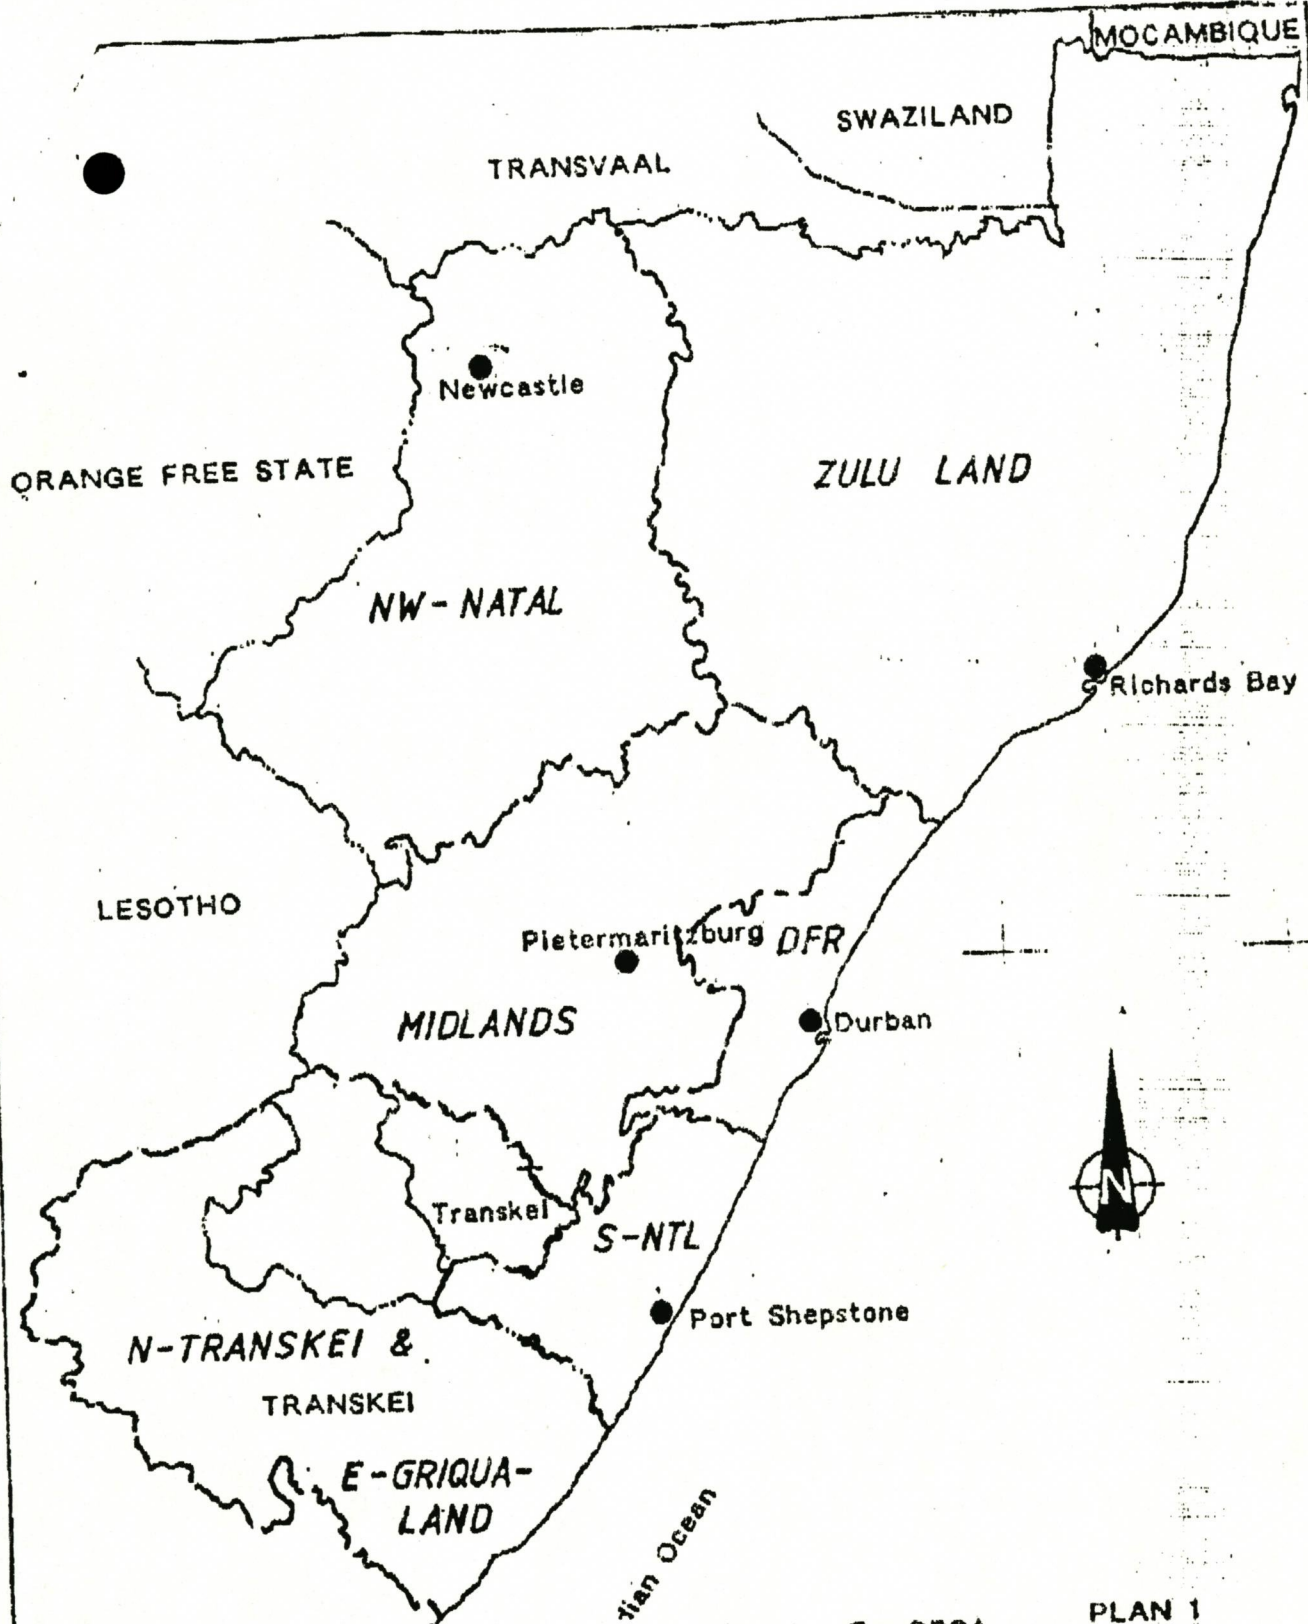 MOCAMBIQUE
SWAZILAND
TRANSVAAL
Newcastle
ORANGE FREE STATE
ZULU LAND
NW-NATAL
Richards Bay
LESOTHO
Pietermaritzburg
DFR
MIDLANDS
Durban
N
Transkei
S-NTL
Port Shepstone
N-TRANSKEI &
TRANSKEI
E-GRIQUA-
LAND
dian Ocean
PLAN 1